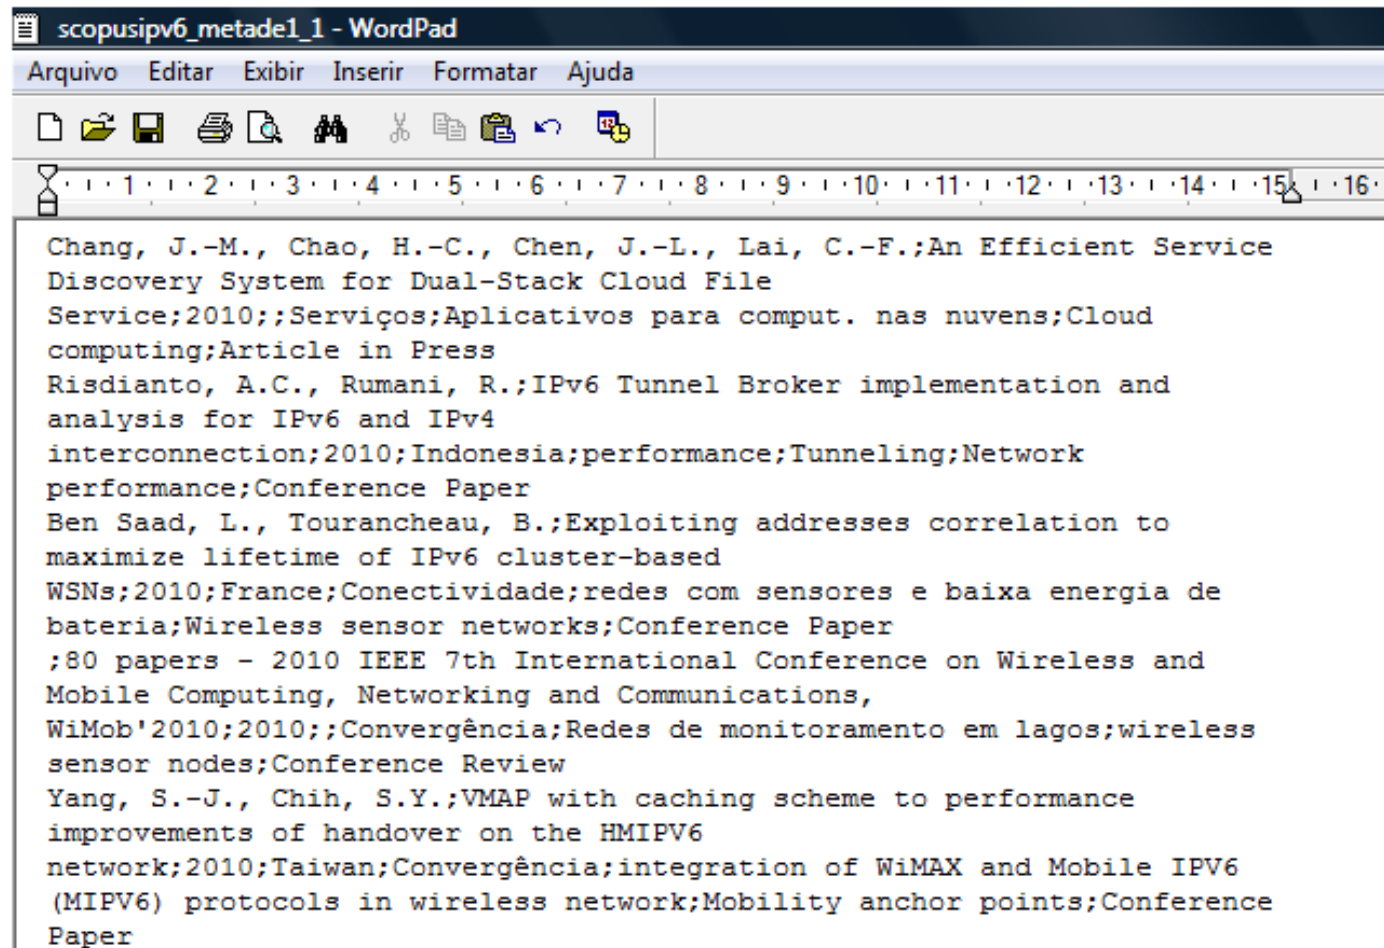 scopusipv6_metade1_1 - WordPad
Arquivo Editar Exibir Inserir Formatar Ajuda
12
1 2 3 4 5 6 7 8 9 10 11 12 13 14 15 16
Chang, J.-M., Chao, H.-C., Chen, J.-L., Lai, C.-F.;An Efficient Service
Discovery System for Dual-Stack Cloud File
Service;2010;;Serviços;Aplicativos para comput. nas nuvens;Cloud
computing;Article in Press
Risdianto, A.C., Rumani, R.;IPv6 Tunnel Broker implementation and
analysis for IPv6 and IPv4
interconnection;2010;Indonesia;performance;Tunneling;Network
performance;Conference Paper
Ben Saad, L., Tourancheau, B.;Exploiting addresses correlation to
maximize lifetime of IPv6 cluster-based
WSNs;2010;France;Conectividade;redes com sensores e baixa energia de
bateria;Wireless sensor networks;Conference Paper
;80 papers - 2010 IEEE 7th International Conference on Wireless and
Mobile Computing, Networking and Communications,
WiMob'2010;2010;;Convergência;Redes de monitoramento em lagos;wireless
sensor nodes;Conference Review
Yang, S.-J., Chih, S.Y.;VMAP with caching scheme to performance
improvements of handover on the HMIPV6
network;2010;Taiwan;Convergência;integration of WiMAX and Mobile IPV6
(MIPV6) protocols in wireless network;Mobility anchor points;Conference
Paper